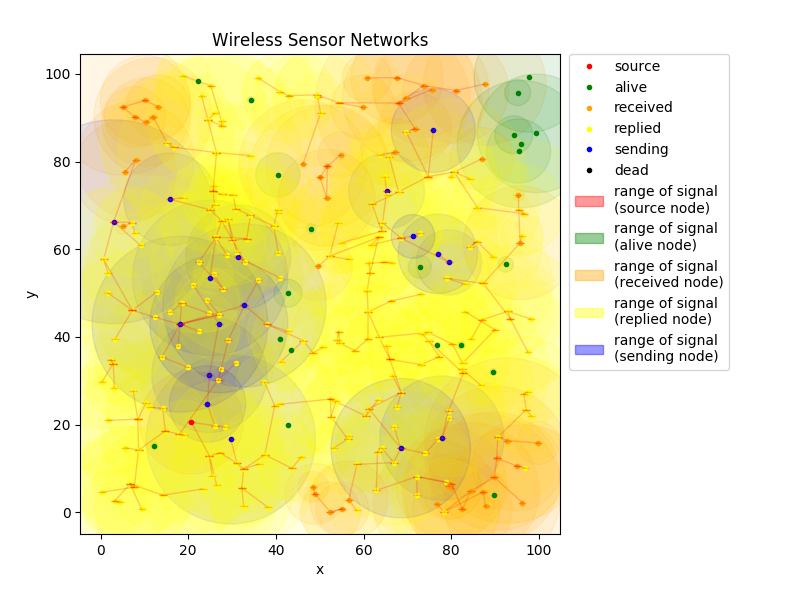 Wireless Sensor Networks
100
80
60
40
20
0
y
0 20 40 60 80 100
x
source
alive
received
replied
sending
dead
range of signal
(source node)
range of signal
(alive node)
range of signal
(received node)
range of signal
(replied node)
range of signal
(sending node)